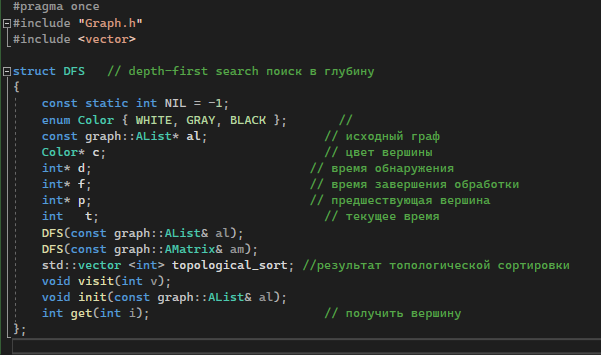 #pragma once
#include "Graph.h"
#include <vector>
struct DFS // depth-first search поиск в глубину
{
const static int NIL = -1;
enum Color { WHITE, GRAY, BLACK }; //
const graph::AList* al; // исходный граф
Color* c; // цвет вершины
int* d; // время обнаружения
int* f; // время завершения обработки
int* p; // предшествующая вершина
int t; // текущее время
DFS(const graph::AList& al);
DFS(const graph::AMatrix& am);
std::vector <int> topological_sort; //результат топологической сортировки
void visit(int v);
void init(const graph::AList& al);
int get(int i); // получить вершину
};